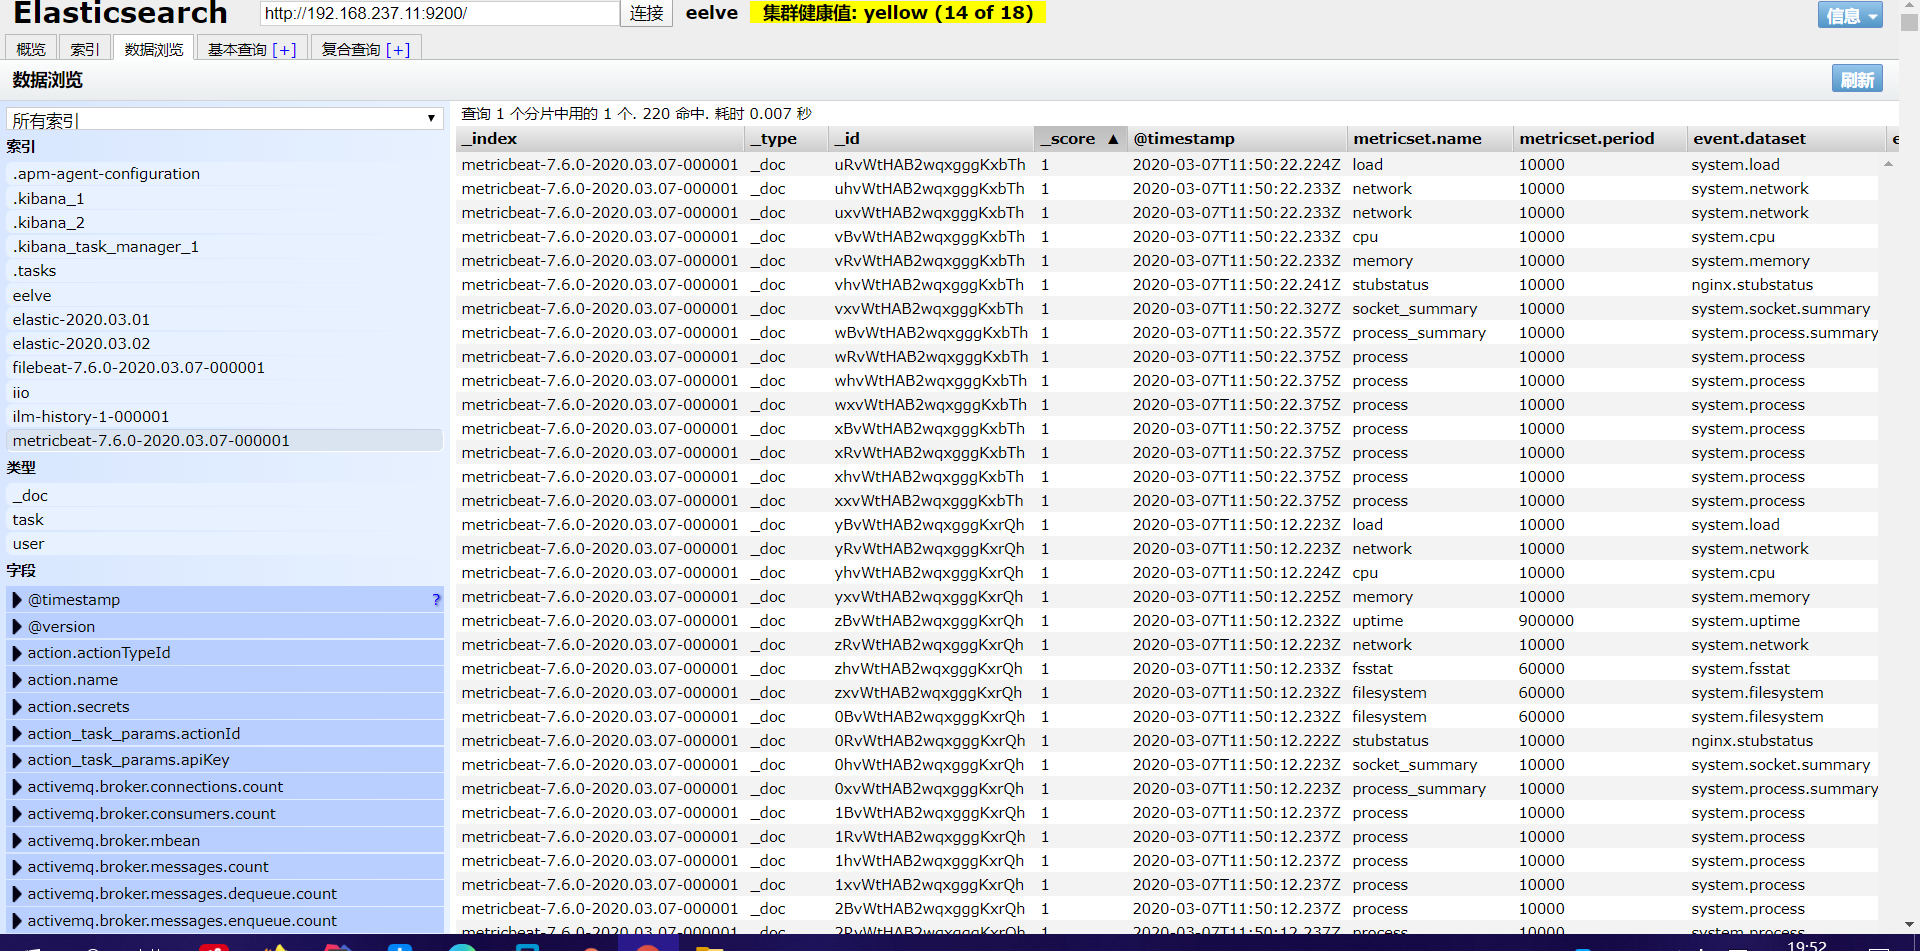 Elasticsearch http://192.168.237.11:9200/ 连接 eelve 集群健康值: yellow (14 of 18) 信息
概览 索引 数据浏览 基本查询 [+] 复合查询 [+]
数据浏览 刷新
所有索引
索引
.apm-agent-configuration
.kibana_1
.kibana_2
.kibana_task_manager_1
.tasks
eelve
elastic-2020.03.01
elastic-2020.03.02
filebeat-7.6.0-2020.03.07-000001
iio
ilm-history-1-000001
metricbeat-7.6.0-2020.03.07-000001
类型
_doc
task
user
字段
@timestamp ?
@version
action.actionTypeId
action.name
action.secrets
action_task_params.actionId
action_task_params.apiKey
activemq.broker.connections.count
activemq.broker.consumers.count
activemq.broker.mbean
activemq.broker.messages.count
activemq.broker.messages.dequeue.count
activemq.broker.messages.enqueue.count
查询 1 个分片中用的 1 个. 220 命中. 耗时 0.007 秒
_index _type _id _score ▲ @timestamp metricset.name metricset.period event.dataset
metricbeat-7.6.0-2020.03.07-000001 _doc uRvWtHAB2wqxgggKxbTh 1 2020-03-07T11:50:22.224Z load 10000 system.load
metricbeat-7.6.0-2020.03.07-000001 _doc uhvWtHAB2wqxgggKxbTh 1 2020-03-07T11:50:22.233Z network 10000 system.network
metricbeat-7.6.0-2020.03.07-000001 _doc uxvWtHAB2wqxgggKxbTh 1 2020-03-07T11:50:22.233Z network 10000 system.network
metricbeat-7.6.0-2020.03.07-000001 _doc vBvWtHAB2wqxgggKxbTh 1 2020-03-07T11:50:22.233Z cpu 10000 system.cpu
metricbeat-7.6.0-2020.03.07-000001 _doc vRvWtHAB2wqxgggKxbTh 1 2020-03-07T11:50:22.233Z memory 10000 system.memory
metricbeat-7.6.0-2020.03.07-000001 _doc vhvWtHAB2wqxgggKxbTh 1 2020-03-07T11:50:22.241Z stubstatus 10000 nginx.stubstatus
metricbeat-7.6.0-2020.03.07-000001 _doc vxvWtHAB2wqxgggKxbTh 1 2020-03-07T11:50:22.327Z socket_summary 10000 system.socket.summary
metricbeat-7.6.0-2020.03.07-000001 _doc wBvWtHAB2wqxgggKxbTh 1 2020-03-07T11:50:22.357Z process_summary 10000 system.process.summary
metricbeat-7.6.0-2020.03.07-000001 _doc wRvWtHAB2wqxgggKxbTh 1 2020-03-07T11:50:22.375Z process 10000 system.process
metricbeat-7.6.0-2020.03.07-000001 _doc whvWtHAB2wqxgggKxbTh 1 2020-03-07T11:50:22.375Z process 10000 system.process
metricbeat-7.6.0-2020.03.07-000001 _doc wxvWtHAB2wqxgggKxbTh 1 2020-03-07T11:50:22.375Z process 10000 system.process
metricbeat-7.6.0-2020.03.07-000001 _doc xBvWtHAB2wqxgggKxbTh 1 2020-03-07T11:50:22.375Z process 10000 system.process
metricbeat-7.6.0-2020.03.07-000001 _doc xRvWtHAB2wqxgggKxbTh 1 2020-03-07T11:50:22.375Z process 10000 system.process
metricbeat-7.6.0-2020.03.07-000001 _doc xhvWtHAB2wqxgggKxbTh 1 2020-03-07T11:50:22.375Z process 10000 system.process
metricbeat-7.6.0-2020.03.07-000001 _doc xxvWtHAB2wqxgggKxbTh 1 2020-03-07T11:50:22.375Z process 10000 system.process
metricbeat-7.6.0-2020.03.07-000001 _doc yBvWtHAB2wqxgggKxrQh 1 2020-03-07T11:50:12.223Z load 10000 system.load
metricbeat-7.6.0-2020.03.07-000001 _doc yRvWtHAB2wqxgggKxrQh 1 2020-03-07T11:50:12.223Z network 10000 system.network
metricbeat-7.6.0-2020.03.07-000001 _doc yhvWtHAB2wqxgggKxrQh 1 2020-03-07T11:50:12.224Z cpu 10000 system.cpu
metricbeat-7.6.0-2020.03.07-000001 _doc yxvWtHAB2wqxgggKxrQh 1 2020-03-07T11:50:12.225Z memory 10000 system.memory
metricbeat-7.6.0-2020.03.07-000001 _doc zBvWtHAB2wqxgggKxrQh 1 2020-03-07T11:50:12.232Z uptime 900000 system.uptime
metricbeat-7.6.0-2020.03.07-000001 _doc zRvWtHAB2wqxgggKxrQh 1 2020-03-07T11:50:12.223Z network 10000 system.network
metricbeat-7.6.0-2020.03.07-000001 _doc zhvWtHAB2wqxgggKxrQh 1 2020-03-07T11:50:12.233Z fsstat 60000 system.fsstat
metricbeat-7.6.0-2020.03.07-000001 _doc zxvWtHAB2wqxgggKxrQh 1 2020-03-07T11:50:12.232Z filesystem 60000 system.filesystem
metricbeat-7.6.0-2020.03.07-000001 _doc 0BvWtHAB2wqxgggKxrQh 1 2020-03-07T11:50:12.232Z filesystem 60000 system.filesystem
metricbeat-7.6.0-2020.03.07-000001 _doc 0RvWtHAB2wqxgggKxrQh 1 2020-03-07T11:50:12.222Z stubstatus 10000 nginx.stubstatus
metricbeat-7.6.0-2020.03.07-000001 _doc 0hvWtHAB2wqxgggKxrQh 1 2020-03-07T11:50:12.223Z socket_summary 10000 system.socket.summary
metricbeat-7.6.0-2020.03.07-000001 _doc 0xvWtHAB2wqxgggKxrQh 1 2020-03-07T11:50:12.223Z process_summary 10000 system.process.summary
metricbeat-7.6.0-2020.03.07-000001 _doc 1BvWtHAB2wqxgggKxrQh 1 2020-03-07T11:50:12.237Z process 10000 system.process
metricbeat-7.6.0-2020.03.07-000001 _doc 1RvWtHAB2wqxgggKxrQh 1 2020-03-07T11:50:12.237Z process 10000 system.process
metricbeat-7.6.0-2020.03.07-000001 _doc 1hvWtHAB2wqxgggKxrQh 1 2020-03-07T11:50:12.237Z process 10000 system.process
metricbeat-7.6.0-2020.03.07-000001 _doc 1xvWtHAB2wqxgggKxrQh 1 2020-03-07T11:50:12.237Z process 10000 system.process
metricbeat-7.6.0-2020.03.07-000001 _doc 2BvWtHAB2wqxgggKxrQh 1 2020-03-07T11:50:12.237Z process 10000 system.process
19:52